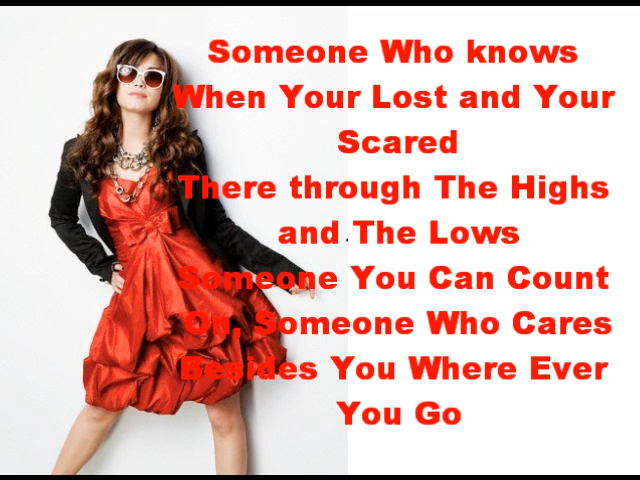 Someone Who knows
When Your Lost and Your
Scared
There through The Highs
and The Lows
Someone You Can Count
On, Someone Who Cares
Besides You Where Ever
You Go